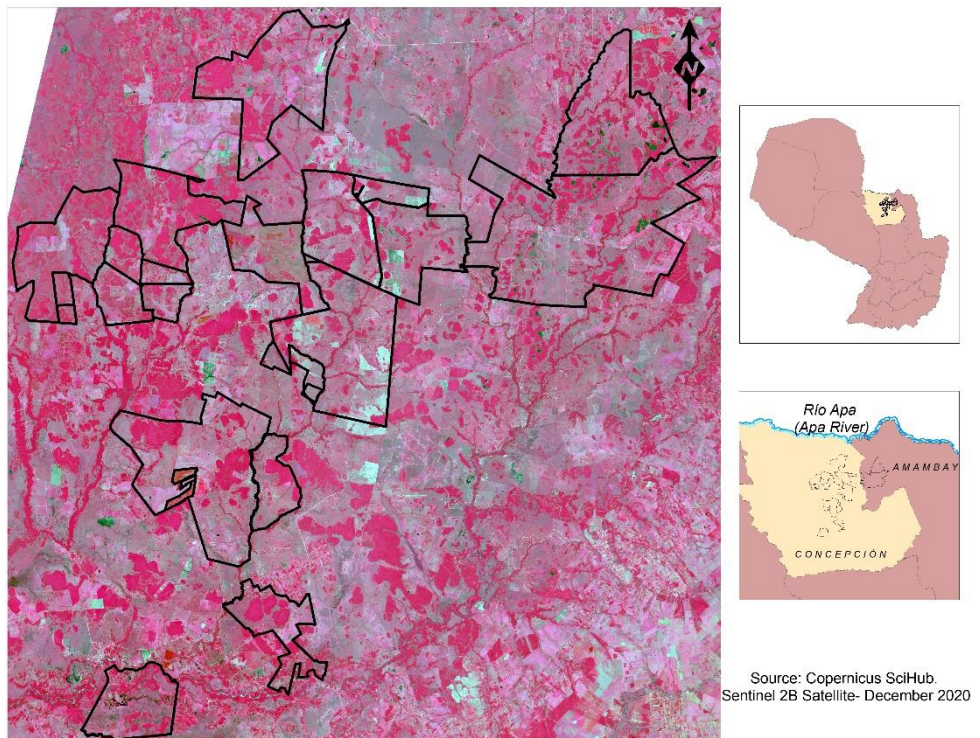 N
Río Apa
(Apa River)
AMAMBAY
CONCEPCIÓN
Source: Copernicus SciHub.
Sentinel 2B Satellite- December 2020